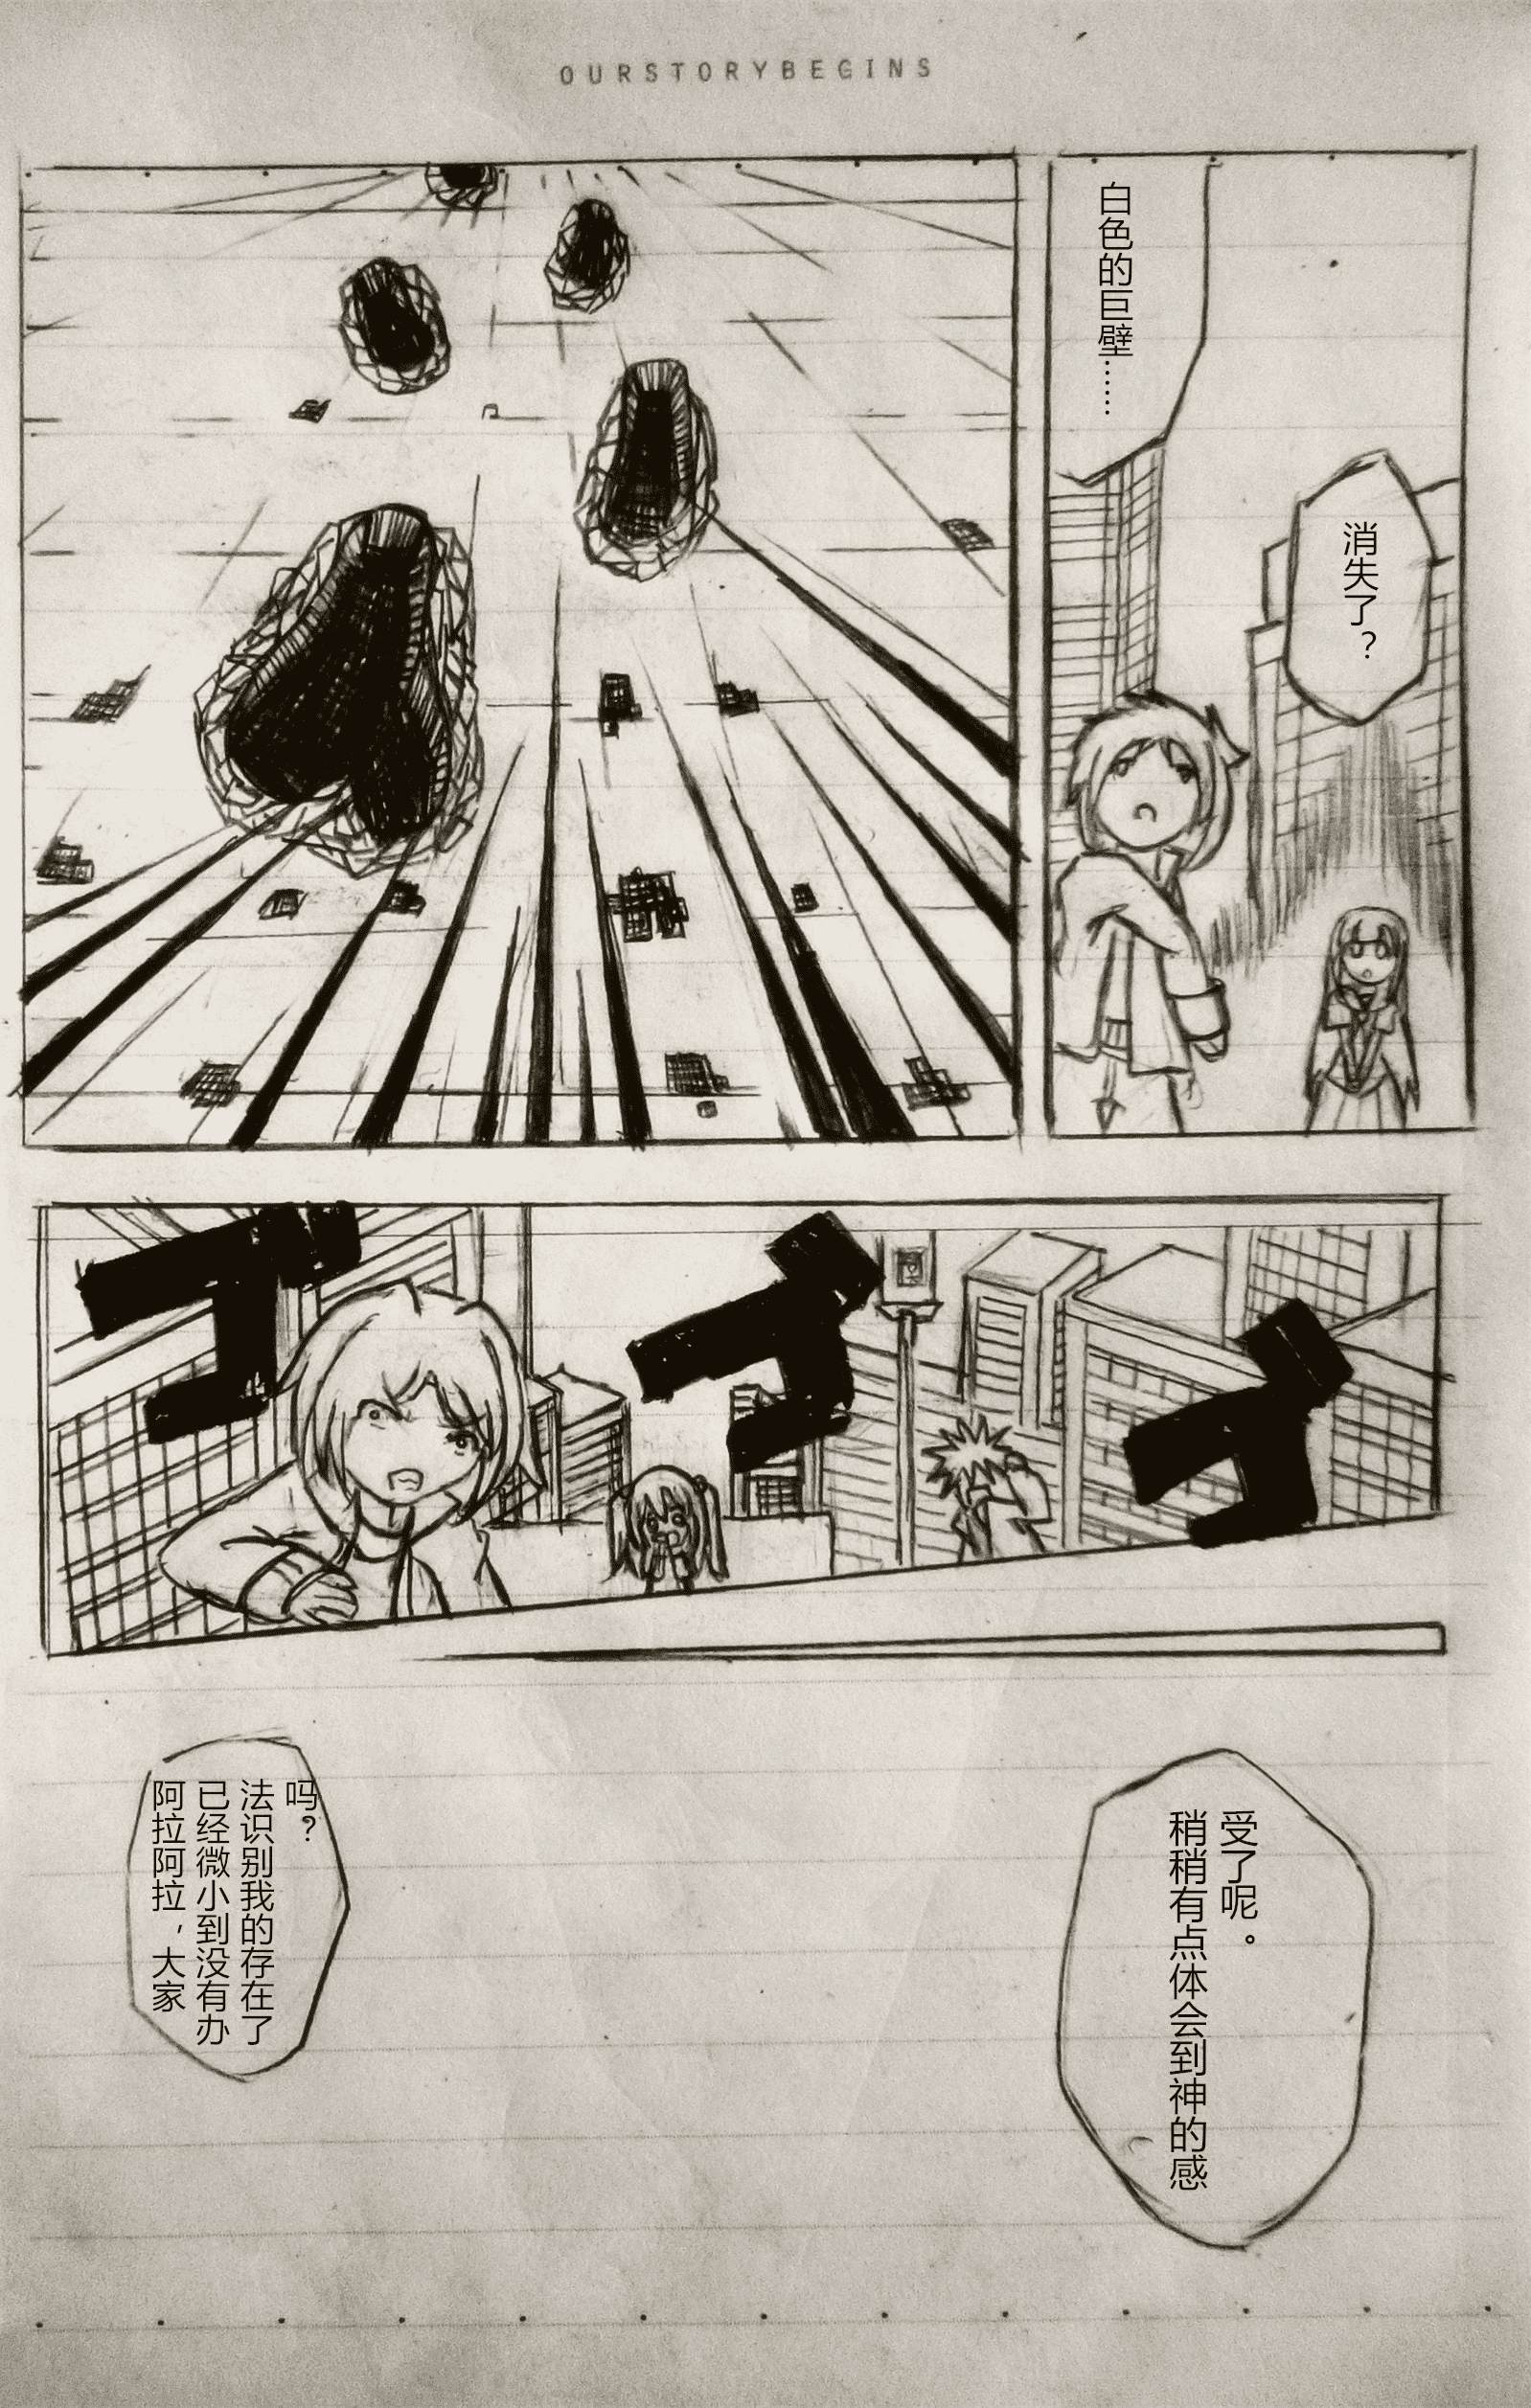 OURSTORYBEGINS
消失了？
白色的巨壁……
ゴ
ゴ
ゴ
稍稍有点体会到神的感
受了呢。
阿拉阿拉，大家
已经微小到没有办
法识别我的存在了
吗？